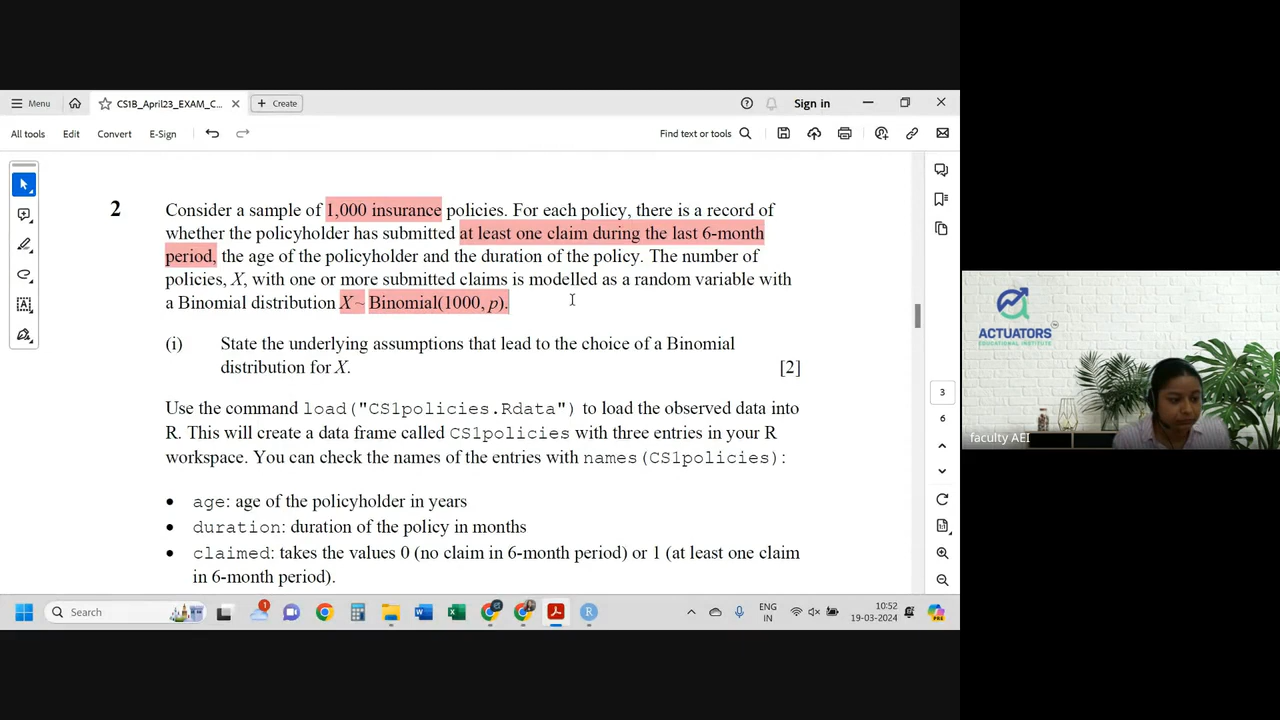 Menu
CS1B_April23_EXAM_C...
Create
Sign in
All tools
Edit
Convert
E-Sign
Find text or tools
2
Consider a sample of 1,000 insurance policies. For each policy, there is a record of
whether the policyholder has submitted at least one claim during the last 6-month
period, the age of the policyholder and the duration of the policy. The number of
policies, X, with one or more submitted claims is modelled as a random variable with
a Binomial distribution X ~ Binomial(1000, p).
(i) State the underlying assumptions that lead to the choice of a Binomial
distribution for X. [2]
Use the command load("CS1policies.Rdata") to load the observed data into
R. This will create a data frame called CS1policies with three entries in your R
workspace. You can check the names of the entries with names(CS1policies):
• age: age of the policyholder in years
• duration: duration of the policy in months
• claimed: takes the values 0 (no claim in 6-month period) or 1 (at least one claim
in 6-month period).
3
6
ACTUATORS
EDUCATIONAL INSTITUTE
faculty AEI
Search
1
ENG
IN
10:52
19-03-2024